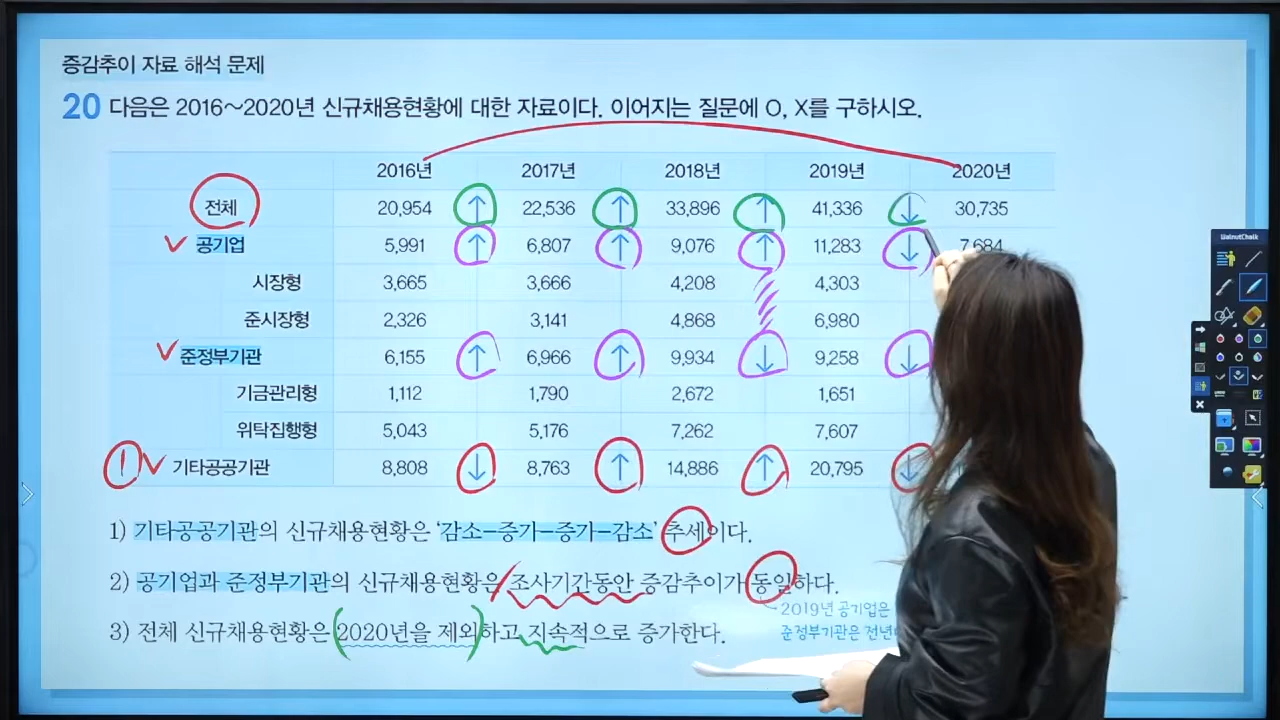 증감추이 자료 해석 문제
20 다음은 2016~2020년 신규채용현황에 대한 자료이다. 이어지는 질문에 O, X를 구하시오.
2016년 2017년 2018년 2019년 2020년
전체 20,954 ↑ 22,536 ↑ 33,896 ↑ 41,336 ↓ 30,735
공기업 5,991 ↑ 6,807 ↑ 9,076 ↑ 11,283 ↓ 7,684
시장형 3,665 3,666 4,208 4,303
준시장형 2,326 3,141 4,868 6,980
준정부기관 6,155 ↑ 6,966 ↑ 9,934 ↓ 9,258 ↓
기금관리형 1,112 1,790 2,672 1,651
위탁집행형 5,043 5,176 7,262 7,607
① 기타공공기관 8,808 ↓ 8,763 ↑ 14,886 ↑ 20,795 ↓
1) 기타공공기관의 신규채용현황은 '감소-증가-증가-감소' 추세이다.
2) 공기업과 준정부기관의 신규채용현황은 조사기간동안 증감추이가 동일하다.
2019년 공기업은
준정부기관은
3) 전체 신규채용현황은 (2020년을 제외)하고 지속적으로 증가한다.
WalnutChalk